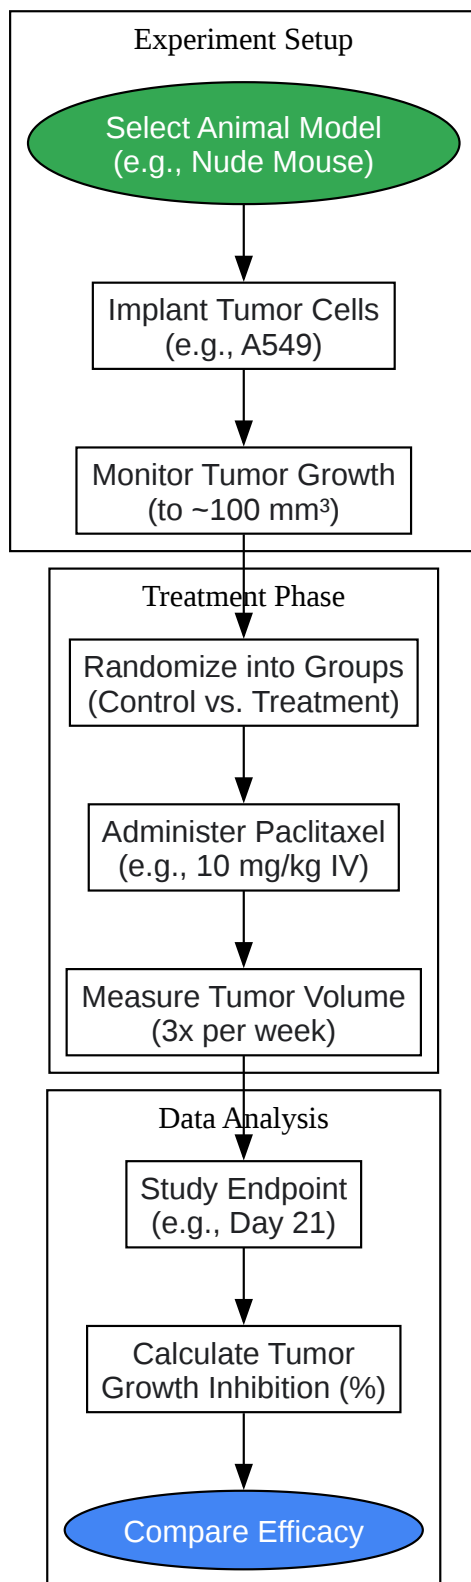 Experiment Setup
Select Animal Model
(e.g., Nude Mouse)
Implant Tumor Cells
(e.g., A549)
Monitor Tumor Growth
(to ~100 mm³)
Treatment Phase
Randomize into Groups
(Control vs. Treatment)
Administer Paclitaxel
(e.g., 10 mg/kg IV)
Measure Tumor Volume
(3x per week)
Data Analysis
Study Endpoint
(e.g., Day 21)
Calculate Tumor
Growth Inhibition (%)
Compare Efficacy